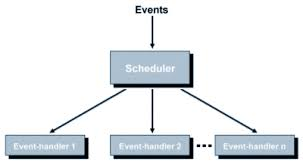 Events
Scheduler
Event-handler 1
Event-handler 2
Event-handler n